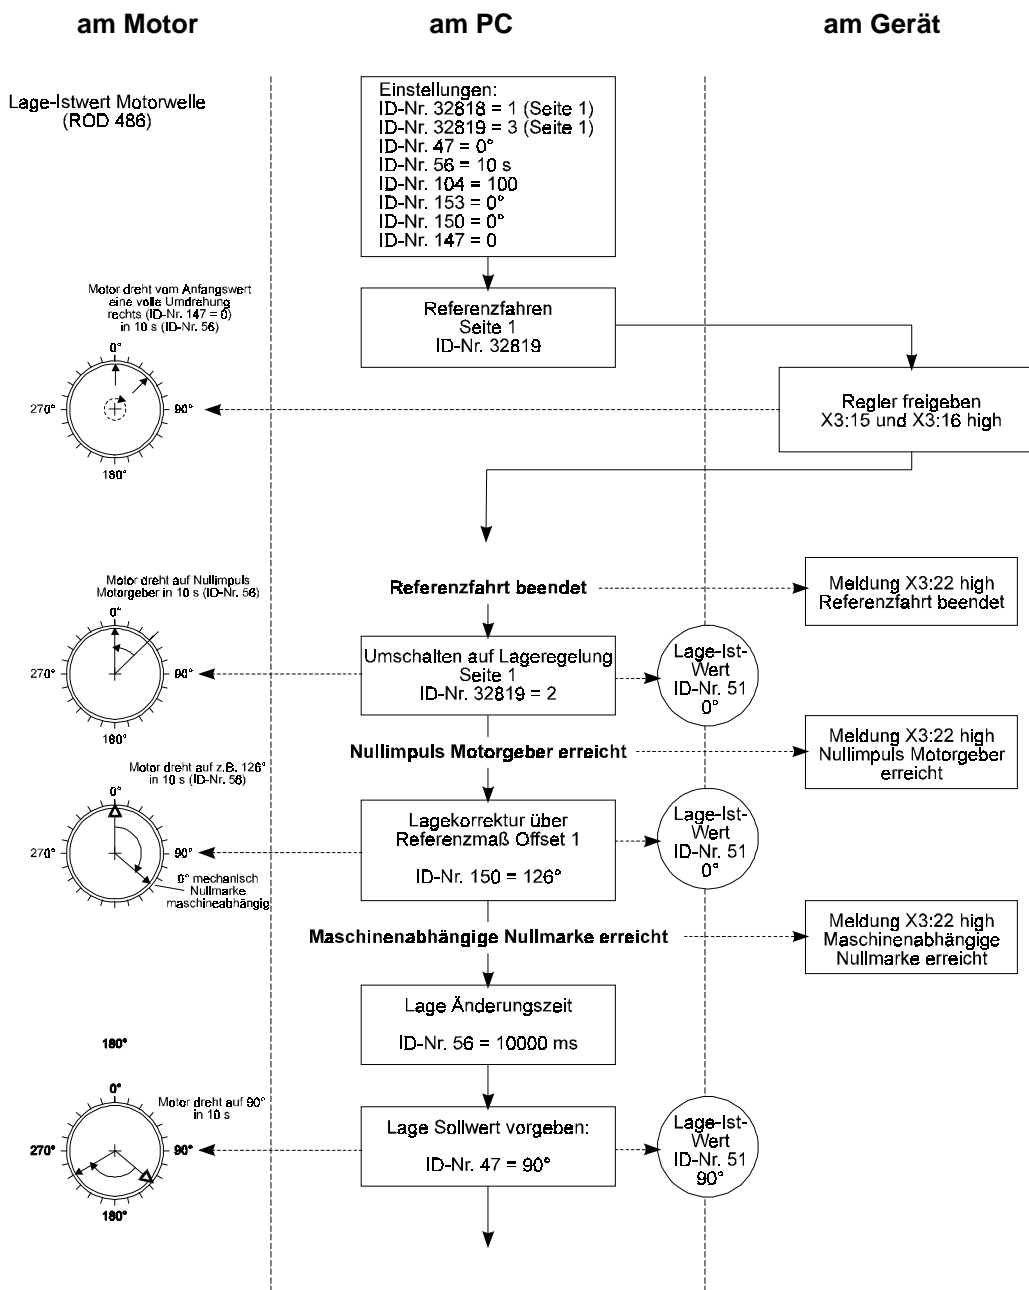 am Motor
am PC
am Gerät
Lage-Istwert Motorwelle
(ROD 486)
Einstellungen:
ID-Nr. 32818 = 1 (Seite 1)
ID-Nr. 32819 = 3 (Seite 1)
ID-Nr. 47 = 0°
ID-Nr. 56 = 10 s
ID-Nr. 104 = 100
ID-Nr. 153 = 0°
ID-Nr. 150 = 0°
ID-Nr. 147 = 0
Motor dreht vom Anfangswert
eine volle Umdrehung
rechts (ID-Nr. 147 = 0)
in 10 s (ID-Nr. 56)
0°
270°
90°
180°
Referenzfahren
Seite 1
ID-Nr. 32819
Regler freigeben
X3:15 und X3:16 high
Referenzfahrt beendet
Meldung X3:22 high
Referenzfahrt beendet
Motor dreht auf Nullimpuls
Motorgeber in 10 s (ID-Nr. 56)
0°
270°
90°
180°
Umschalten auf Lageregelung
Seite 1
ID-Nr. 32819 = 2
Lage-Ist-
Wert
ID-Nr. 51
0°
Nullimpuls Motorgeber erreicht
Meldung X3:22 high
Nullimpuls Motorgeber
erreicht
Motor dreht auf z.B. 126°
in 10 s (ID-Nr. 56)
0°
270°
90°
0° mechanisch
Nullmarke
maschineabhängig
Lagekorrektur über
Referenzmaß Offset 1
ID-Nr. 150 = 126°
Lage-Ist-
Wert
ID-Nr. 51
0°
Maschinenabhängige Nullmarke erreicht
Meldung X3:22 high
Maschinenabhängige
Nullmarke erreicht
Lage Änderungszeit
ID-Nr. 56 = 10000 ms
180°
0°
Motor dreht auf 90°
in 10 s
270°
90°
180°
Lage Sollwert vorgeben:
ID-Nr. 47 = 90°
Lage-Ist-
Wert
ID-Nr. 51
90°